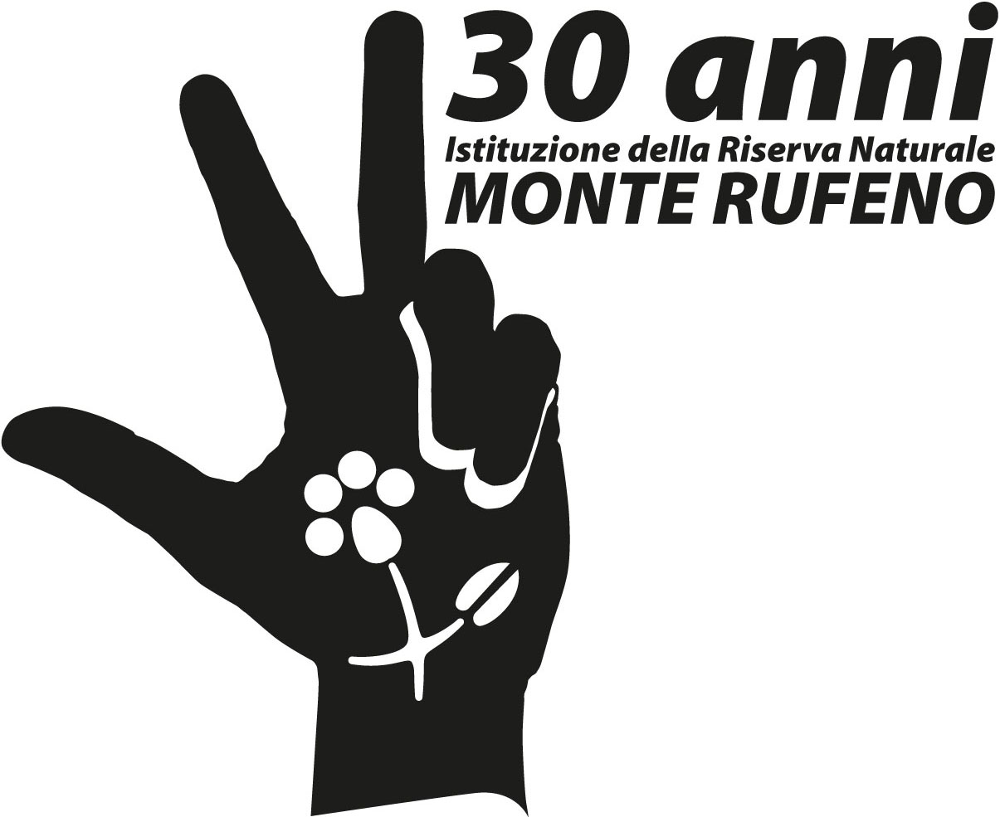 30 anni
Istituzione della Riserva Naturale
MONTE RUFENO